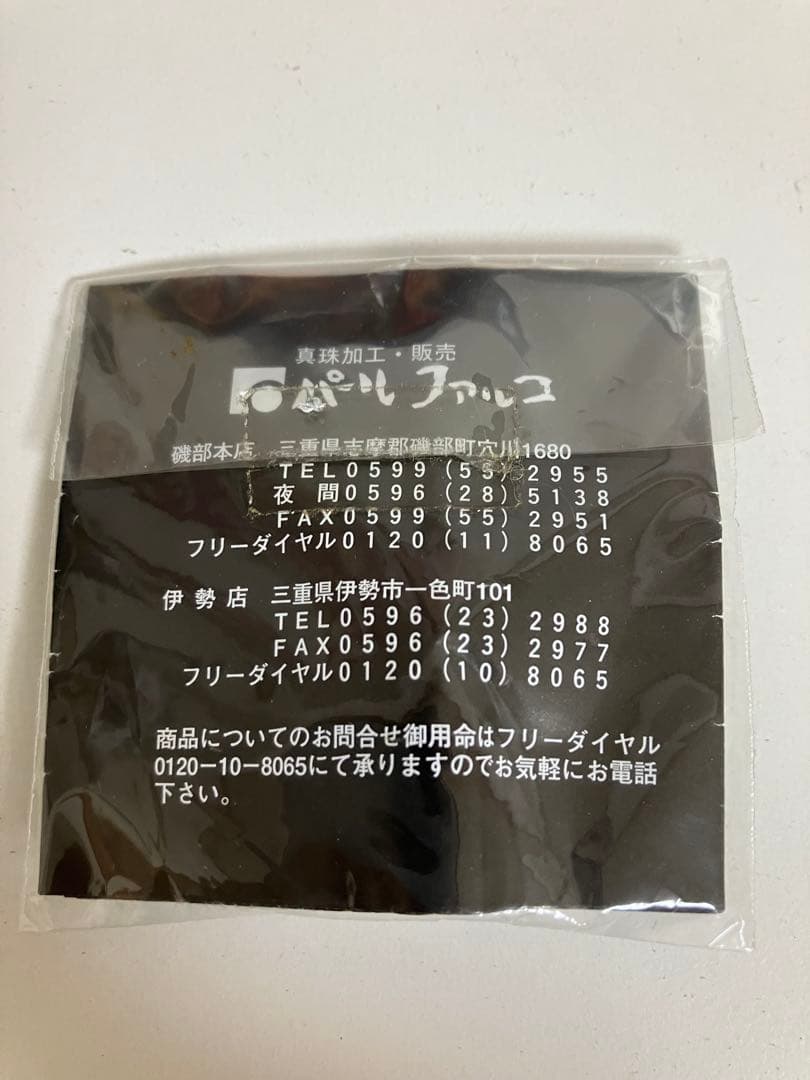 真珠加工・販売
パールファルコ
磯部本店 三重県志摩郡磯部町穴川1680
TEL0599(55)2955
夜間0596(28)5138
FAX0599(55)2951
フリーダイヤル0120(11)8065
伊勢店 三重県伊勢市一色町101
TEL0596(23)2988
FAX0596(23)2977
フリーダイヤル0120(10)8065
商品についてのお問合せ御用命はフリーダイヤル
0120-10-8065にて承りますのでお気軽にお電話
下さい。